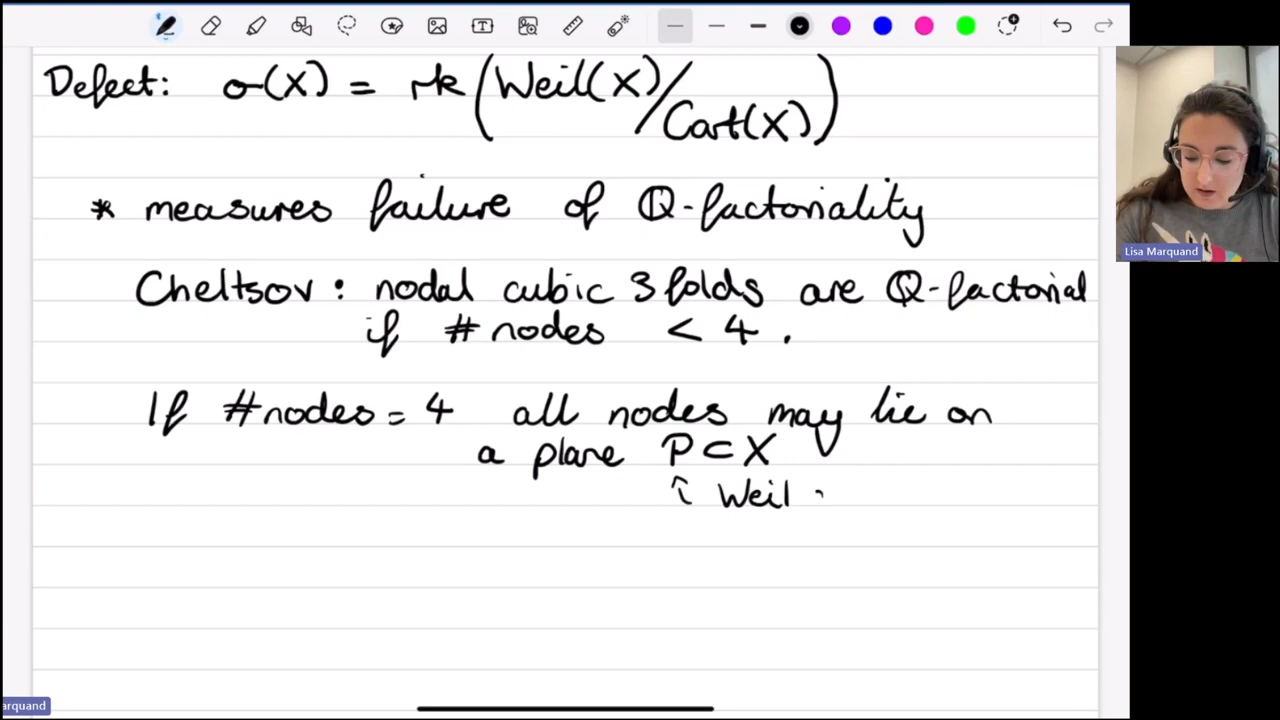 Defect: σ(X) = rk(Weil(X)/Cart(X))
* measures failure of Q-factoriality
Cheltsov: nodal cubic 3folds are Q-factorial
if # nodes < 4.
If #nodes = 4 all nodes may lie on
a plane P ⊂ X
↑ Weil
Lisa Marquand
arquand